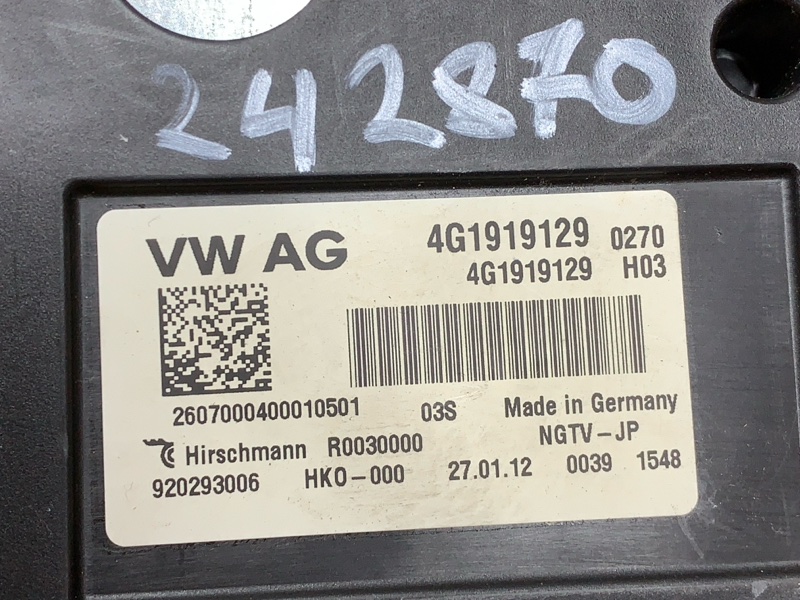 242870
VW AG 4G1919129 0270
4G1919129 H03
2607000400010501 03S Made in Germany
Hirschmann R0030000 NGTV-JP
920293006 HKO-000 27.01.12 0039 1548